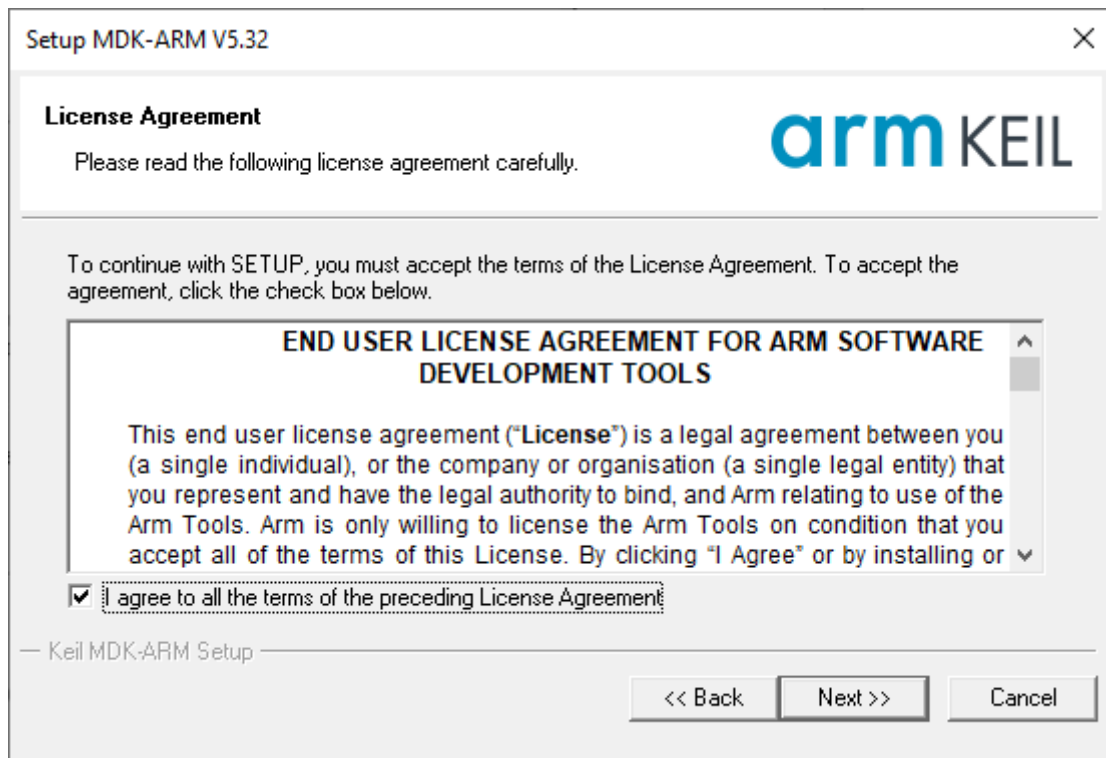 Setup MDK-ARM V5.32
License Agreement
Please read the following license agreement carefully.
arm KEIL
To continue with SETUP, you must accept the terms of the License Agreement. To accept the
agreement, click the check box below.
END USER LICENSE AGREEMENT FOR ARM SOFTWARE
DEVELOPMENT TOOLS
This end user license agreement (“License”) is a legal agreement between you
(a single individual), or the company or organisation (a single legal entity) that
you represent and have the legal authority to bind, and Arm relating to use of the
Arm Tools. Arm is only willing to license the Arm Tools on condition that you
accept all of the terms of this License. By clicking “I Agree” or by installing or
I agree to all the terms of the preceding License Agreement
Keil MDK-ARM Setup
<< Back Next >> Cancel